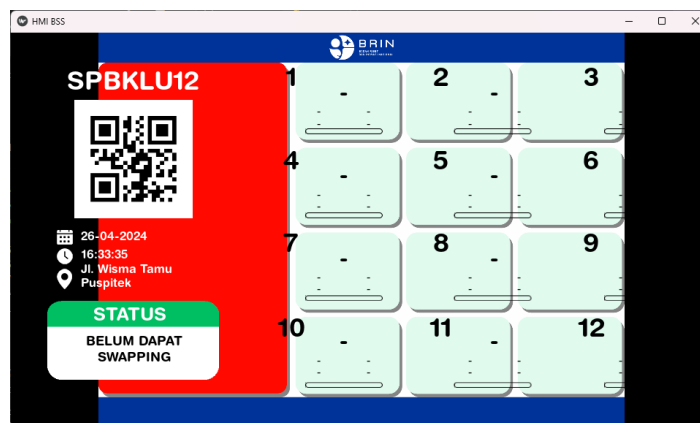 HMI BSS
BRIN
SPBKLU12
26-04-2024
16:33:35
Jl. Wisma Tamu
Puspitek
STATUS
BELUM DAPAT
SWAPPING
1 2 3
- -
- - - - -
- - - - -
4 5 6
- -
- - - - -
- - - - -
7 8 9
- -
- - - - -
- - - - -
10 11 12
- -
- - - - -
- - - - -